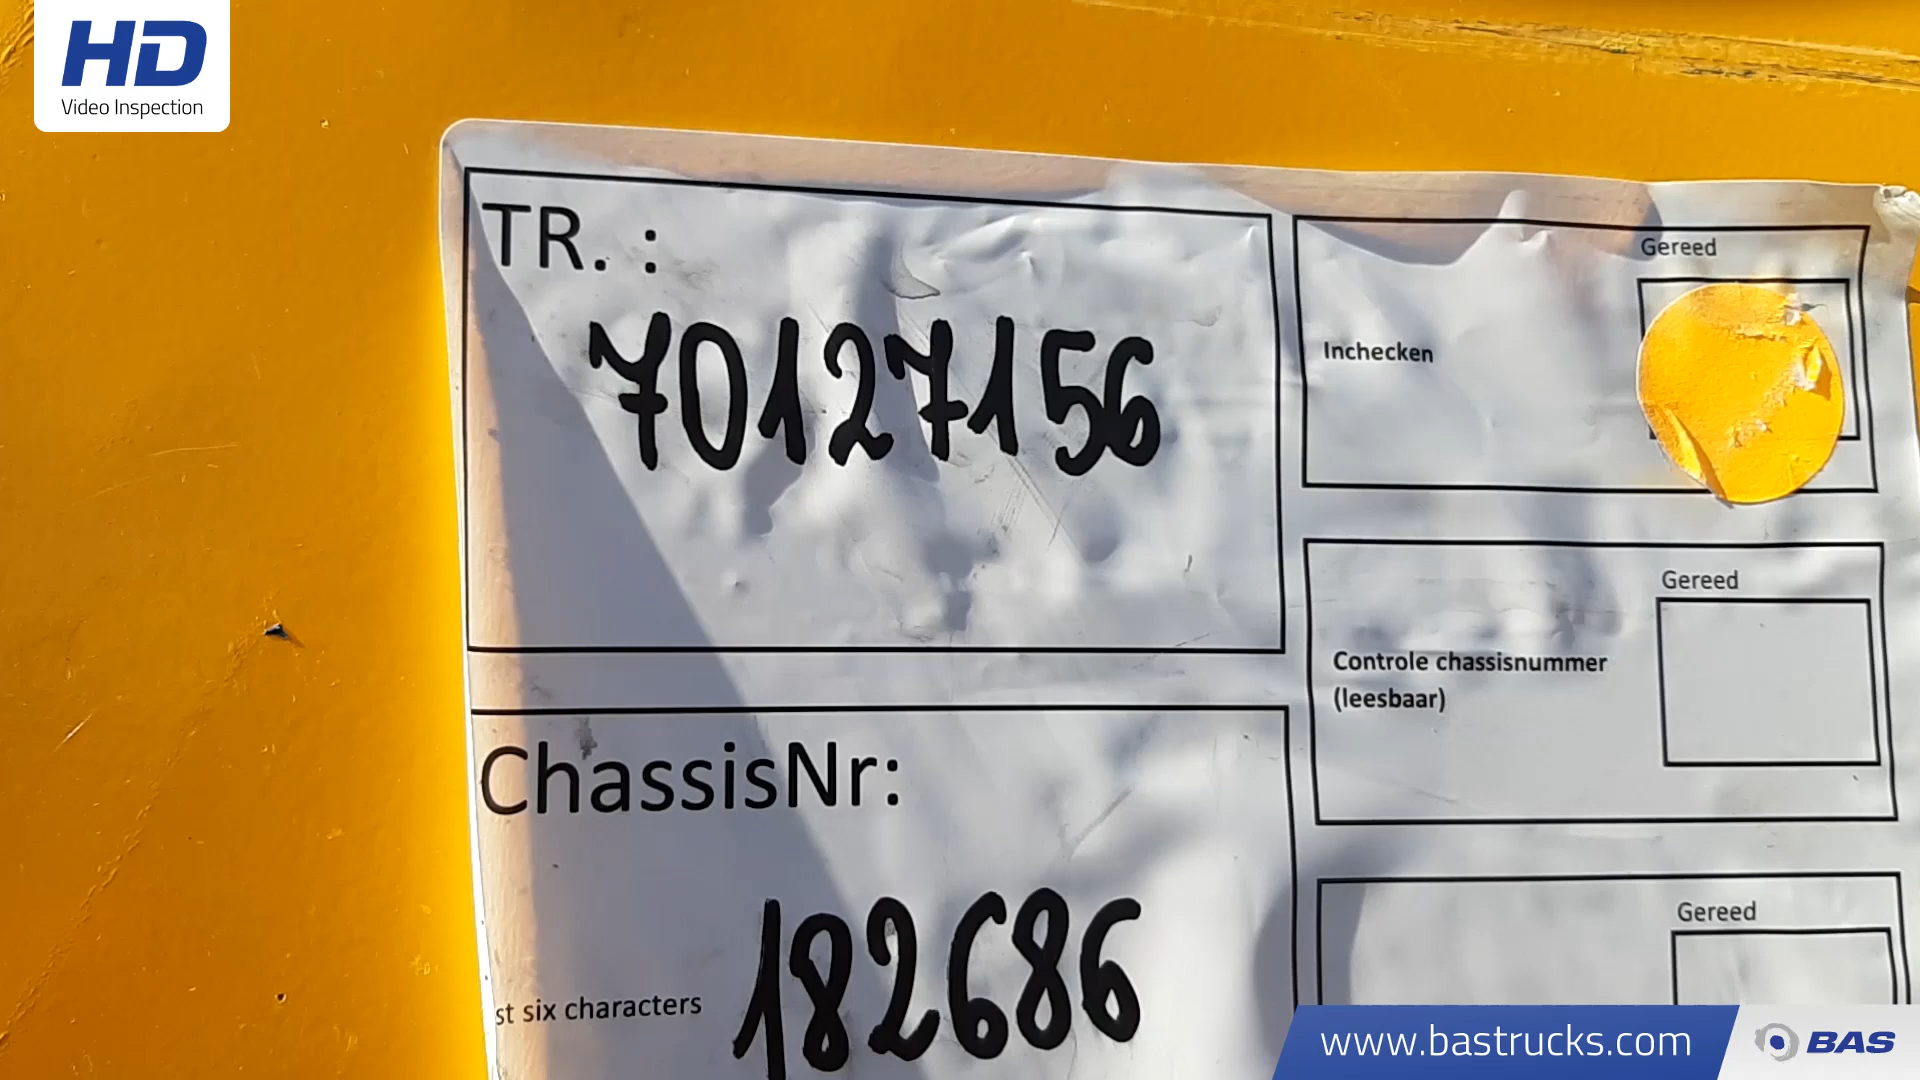 HD
Video Inspection
TR. :
70127156
Gereed
Inchecken
Gereed
Controle chassisnummer
(leesbaar)
ChassisNr:
Gereed
st six characters
182686
www.bastrucks.com
BAS